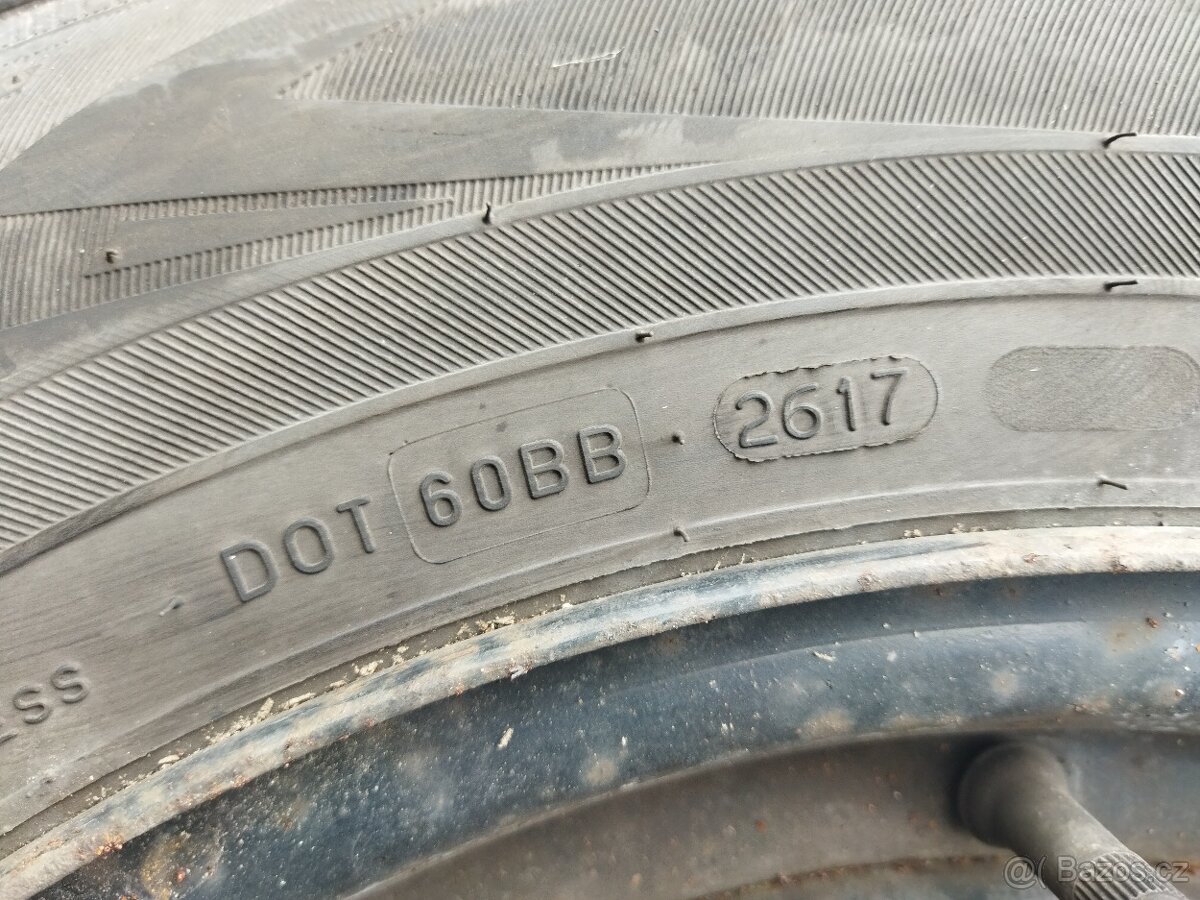 DOT 60BB · 2617
SS
@( Bazos.cz